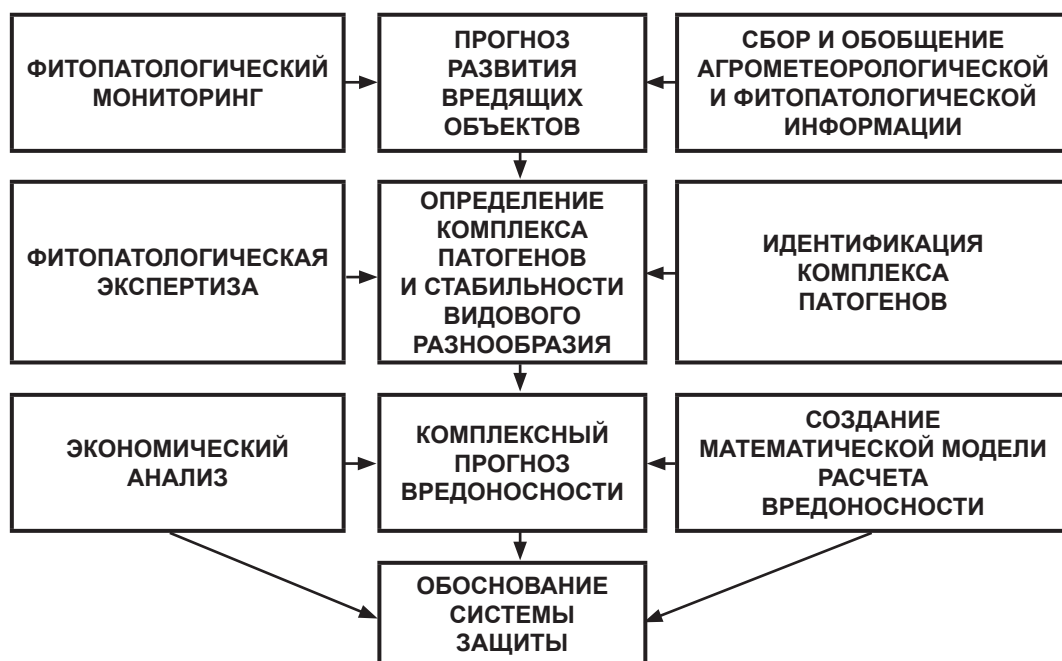 ФИТОПАТОЛОГИЧЕСКИЙ
МОНИТОРИНГ
ПРОГНОЗ
РАЗВИТИЯ
ВРЕДЯЩИХ
ОБЪЕКТОВ
СБОР И ОБОБЩЕНИЕ
АГРОМЕТЕОРОЛОГИЧЕСКОЙ
И ФИТОПАТОЛОГИЧЕСКОЙ
ИНФОРМАЦИИ
ФИТОПАТОЛОГИЧЕСКАЯ
ЭКСПЕРТИЗА
ОПРЕДЕЛЕНИЕ
КОМПЛЕКСА
ПАТОГЕНОВ
И СТАБИЛЬНОСТИ
ВИДОВОГО
РАЗНООБРАЗИЯ
ИДЕНТИФИКАЦИЯ
КОМПЛЕКСА
ПАТОГЕНОВ
ЭКОНОМИЧЕСКИЙ
АНАЛИЗ
КОМПЛЕКСНЫЙ
ПРОГНОЗ
ВРЕДОНОСНОСТИ
СОЗДАНИЕ
МАТЕМАТИЧЕСКОЙ МОДЕЛИ
РАСЧЕТА
ВРЕДОНОСНОСТИ
ОБОСНОВАНИЕ
СИСТЕМЫ
ЗАЩИТЫ